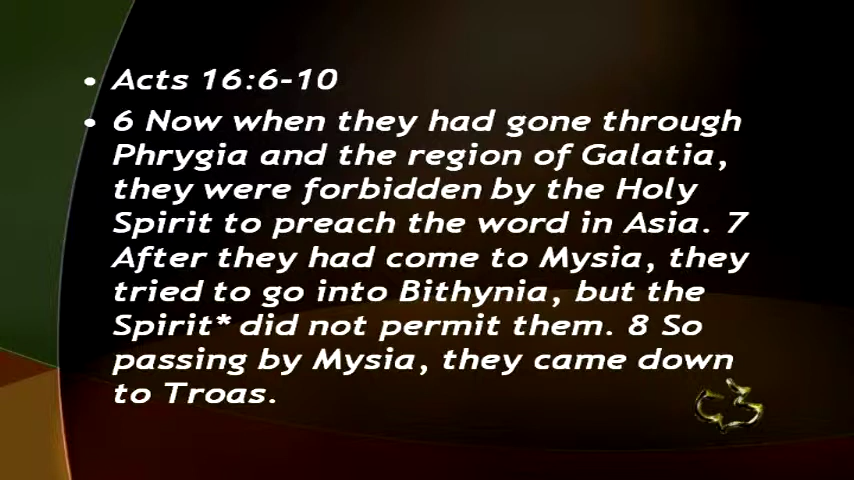 • Acts 16:6-10
• 6 Now when they had gone through
Phrygia and the region of Galatia,
they were forbidden by the Holy
Spirit to preach the word in Asia. 7
After they had come to Mysia, they
tried to go into Bithynia, but the
Spirit* did not permit them. 8 So
passing by Mysia, they came down
to Troas.